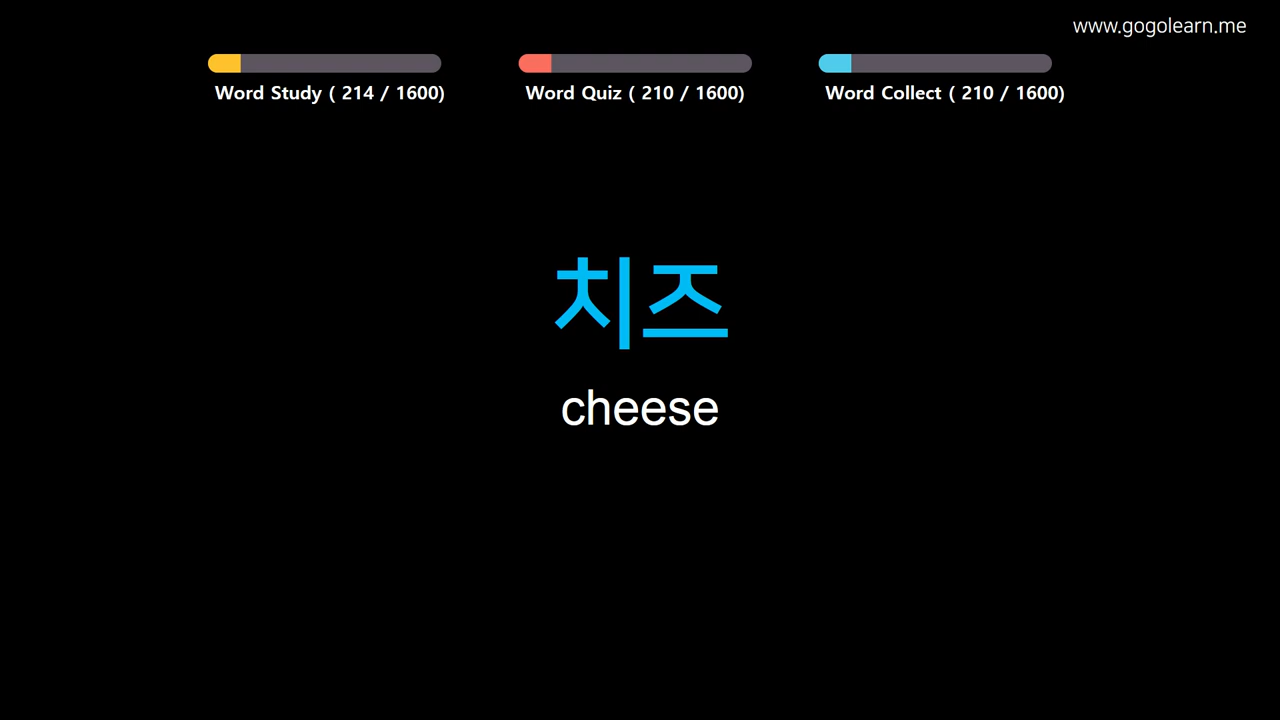 www.gogolearn.me
Word Study ( 214 / 1600)
Word Quiz ( 210 / 1600)
Word Collect ( 210 / 1600)
치즈
cheese